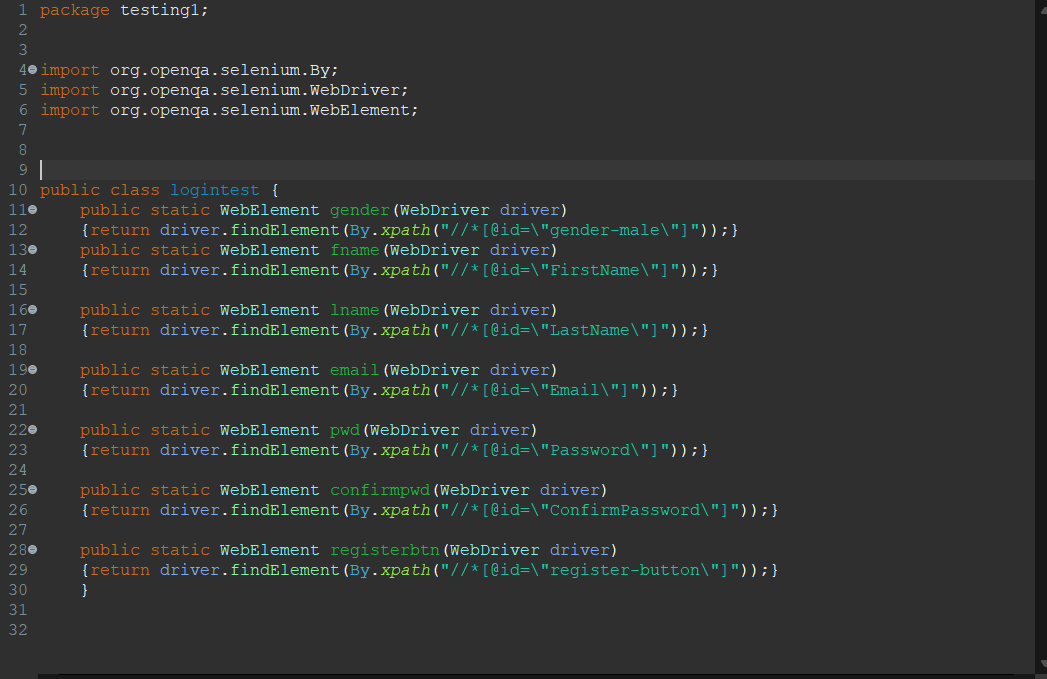 1 package testing1;
2
3
4 import org.openqa.selenium.By;
5 import org.openqa.selenium.WebDriver;
6 import org.openqa.selenium.WebElement;
7
8
9
10 public class logintest {
11     public static WebElement gender(WebDriver driver)
12     {return driver.findElement(By.xpath("//*[@id=\"gender-male\"]"));}
13     public static WebElement fname(WebDriver driver)
14     {return driver.findElement(By.xpath("//*[@id=\"FirstName\"]"));}
15
16     public static WebElement lname(WebDriver driver)
17     {return driver.findElement(By.xpath("//*[@id=\"LastName\"]"));}
18
19     public static WebElement email(WebDriver driver)
20     {return driver.findElement(By.xpath("//*[@id=\"Email\"]"));}
21
22     public static WebElement pwd(WebDriver driver)
23     {return driver.findElement(By.xpath("//*[@id=\"Password\"]"));}
24
25     public static WebElement confirmpwd(WebDriver driver)
26     {return driver.findElement(By.xpath("//*[@id=\"ConfirmPassword\"]"));}
27
28     public static WebElement registerbtn(WebDriver driver)
29     {return driver.findElement(By.xpath("//*[@id=\"register-button\"]"));}
30     }
31
32